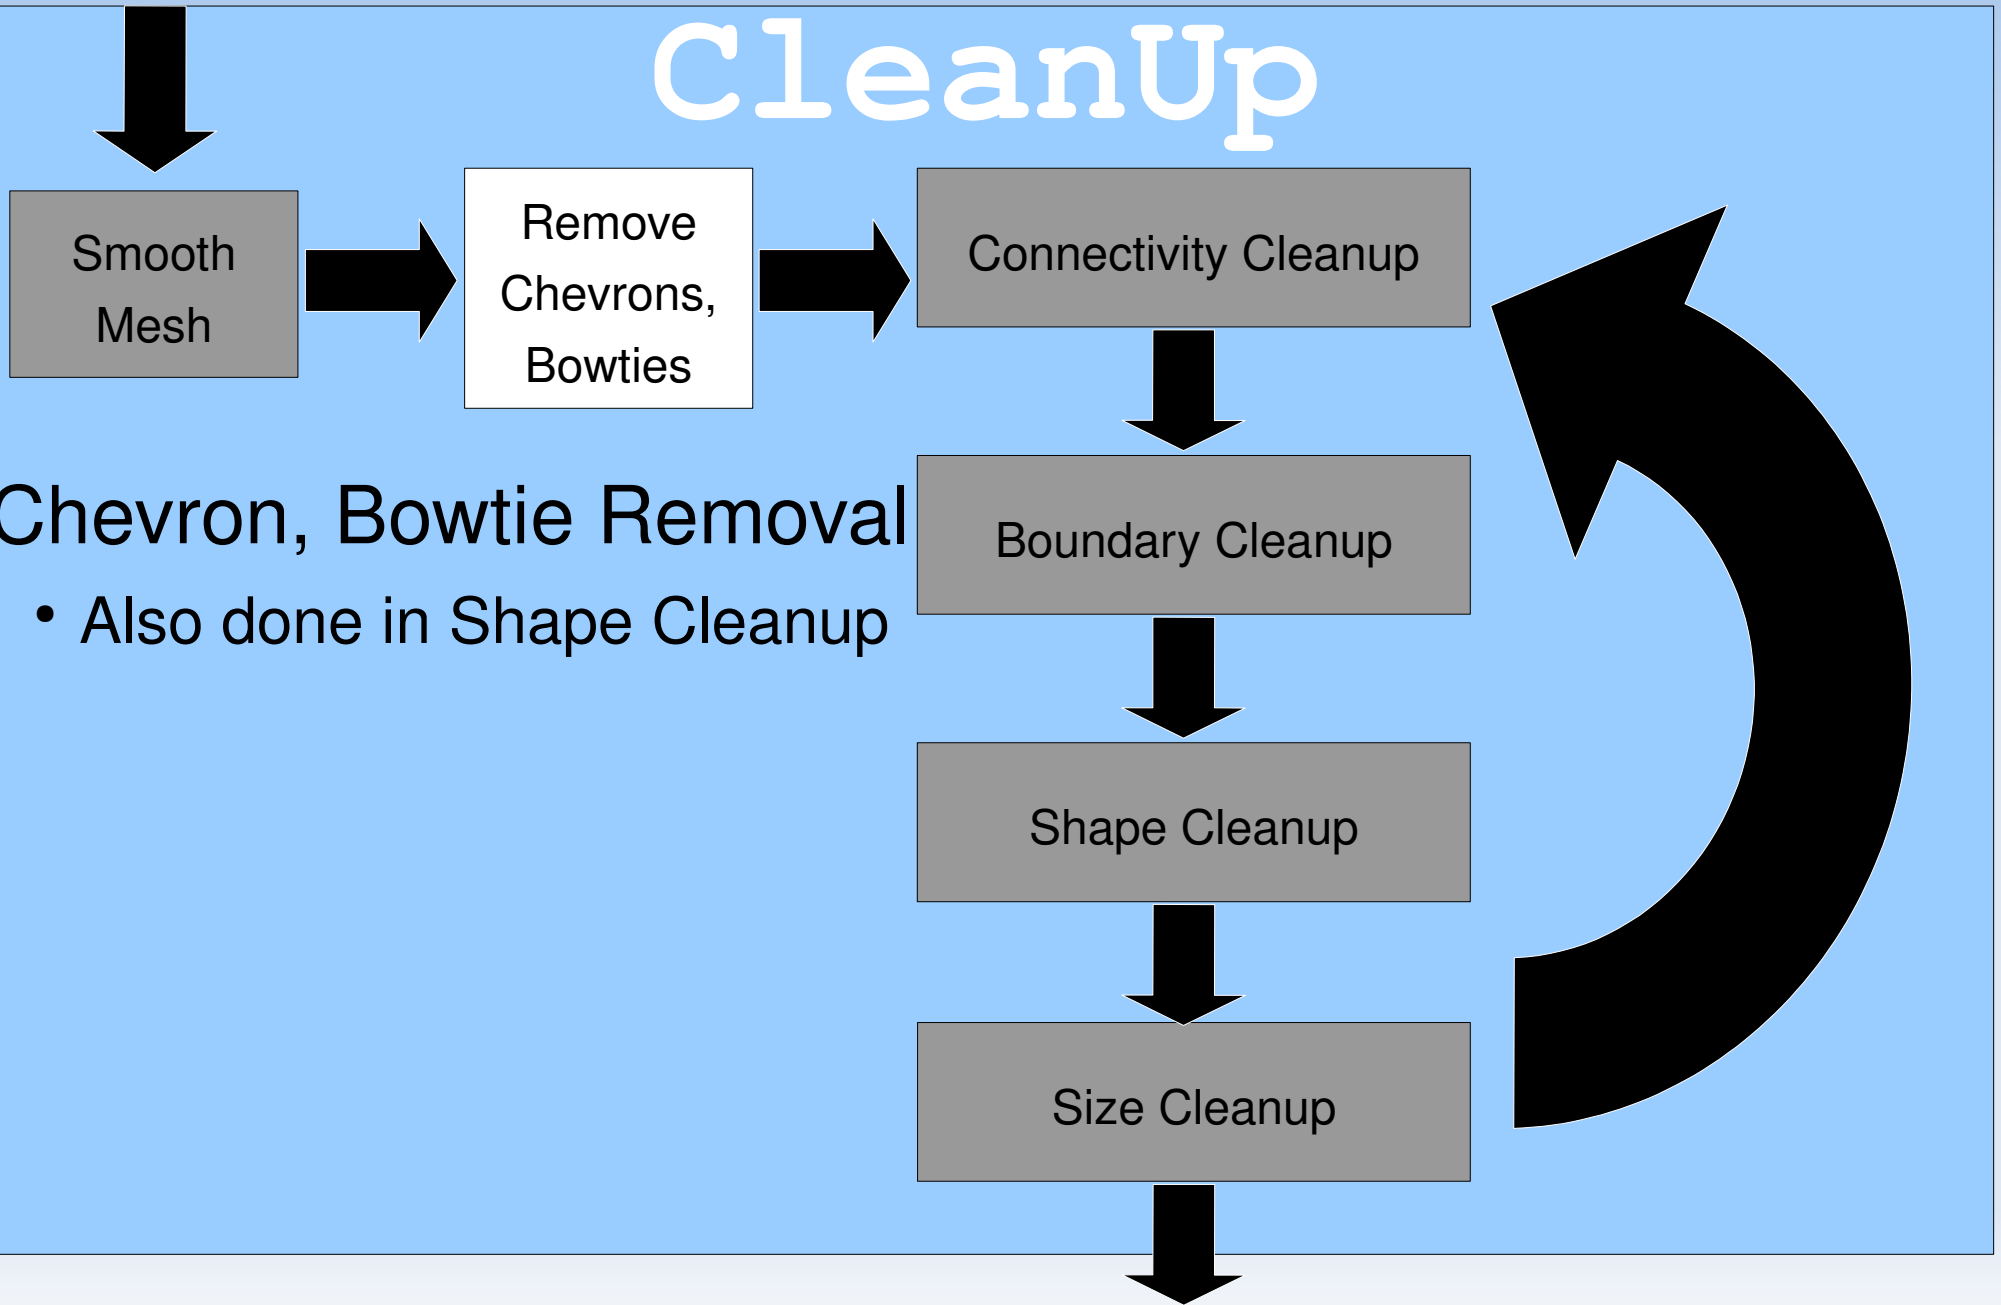 CleanUp
Smooth
Mesh
Remove
Chevrons,
Bowties
Connectivity Cleanup
Chevron, Bowtie Removal
• Also done in Shape Cleanup
Boundary Cleanup
Shape Cleanup
Size Cleanup